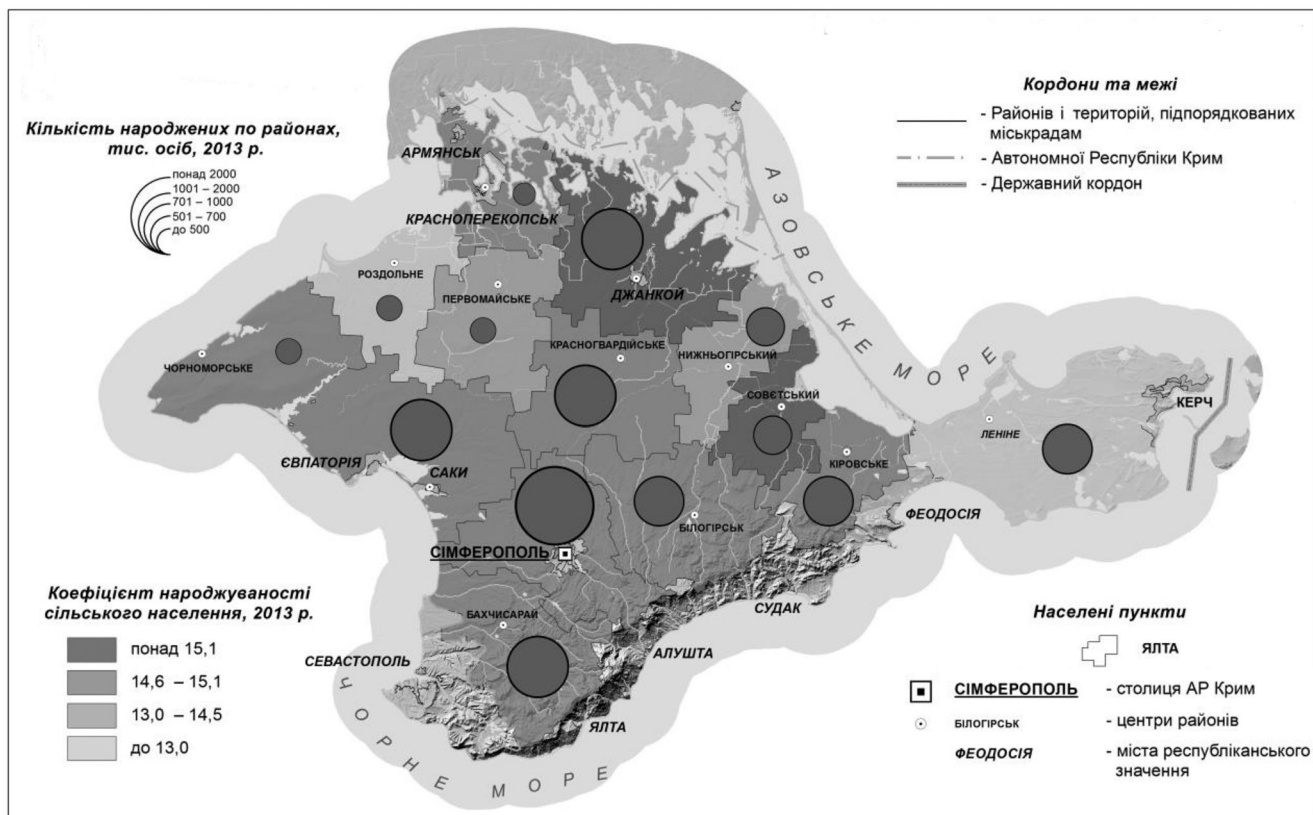 Кількість народжених по районах,
тис. осіб, 2013 р.
понад 2000
1001 – 2000
701 – 1000
501 – 700
до 500
Кордони та межі
- Районів і територій, підпорядкованих
міськрадам
- Автономної Республіки Крим
- Державний кордон
АРМЯНСЬК
КРАСНОПЕРЕКОПСЬК
РОЗДОЛЬНЕ
ПЕРВОМАЙСЬКЕ
ДЖАНКОЙ
АЗОВСЬКЕ МОРЕ
ЧОРНОМОРСЬКЕ
КРАСНОГВАРДІЙСЬКЕ
НИЖНЬОГІРСЬКИЙ
СОВЄТСЬКИЙ
КЕРЧ
ЛЕНІНЕ
ЄВПАТОРІЯ
САКИ
КІРОВСЬКЕ
БІЛОГІРСЬК
ФЕОДОСІЯ
СІМФЕРОПОЛЬ
СУДАК
БАХЧИСАРАЙ
АЛУШТА
СЕВАСТОПОЛЬ
ЯЛТА
ЧОРНЕ МОРЕ
Коефіцієнт народжуваності
сільського населення, 2013 р.
понад 15,1
14,6 – 15,1
13,0 – 14,5
до 13,0
Населені пункти
ЯЛТА
СІМФЕРОПОЛЬ - столиця АР Крим
БІЛОГІРСЬК - центри районів
ФЕОДОСІЯ - міста республіканського
значення